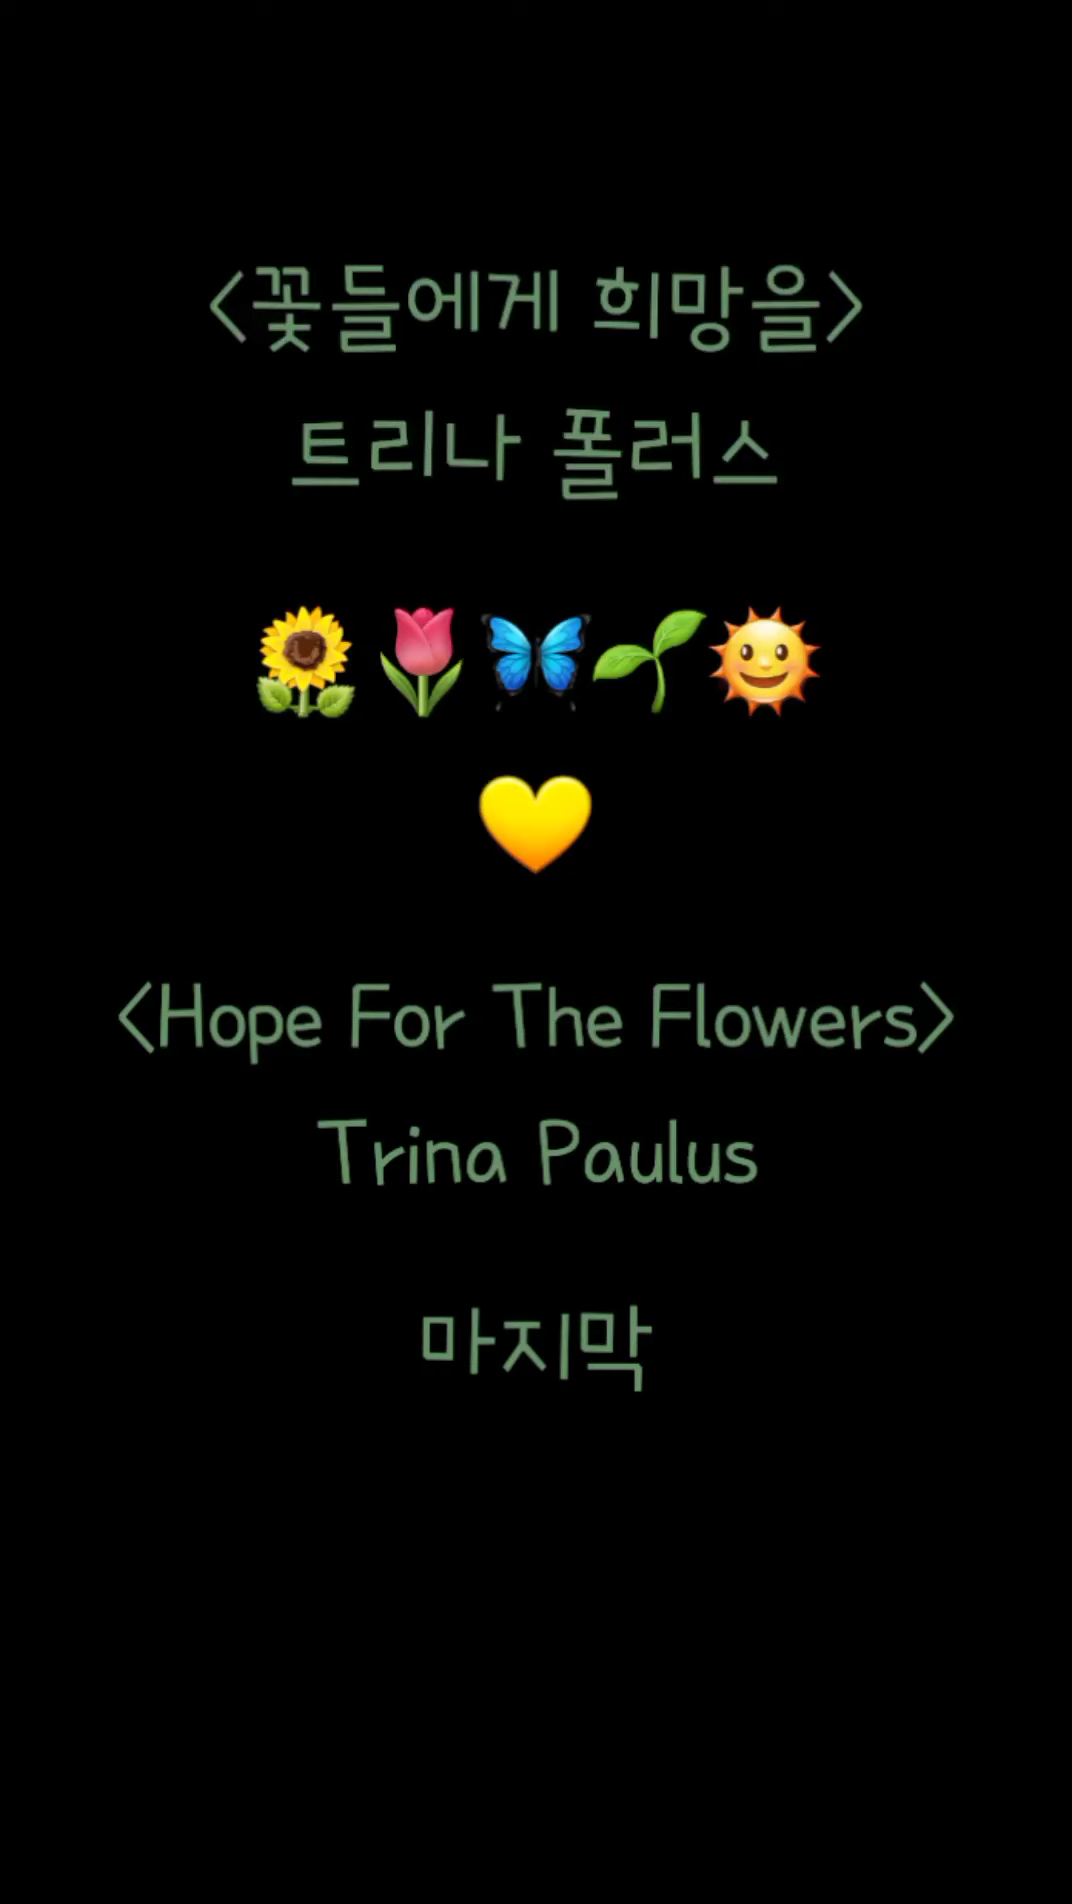 <꽃들에게 희망을>
트리나 폴러스
🌻🌷🦋🌱🌞
💛
<Hope For The Flowers>
Trina Paulus
마지막